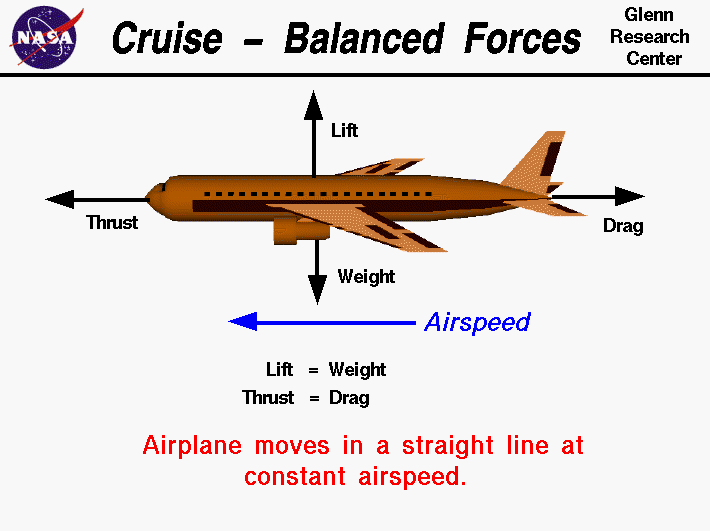 NASA
Cruise – Balanced Forces
Glenn
Research
Center
Lift
Thrust
Drag
Weight
Airspeed
Lift = Weight
Thrust = Drag
Airplane moves in a straight line at
constant airspeed.